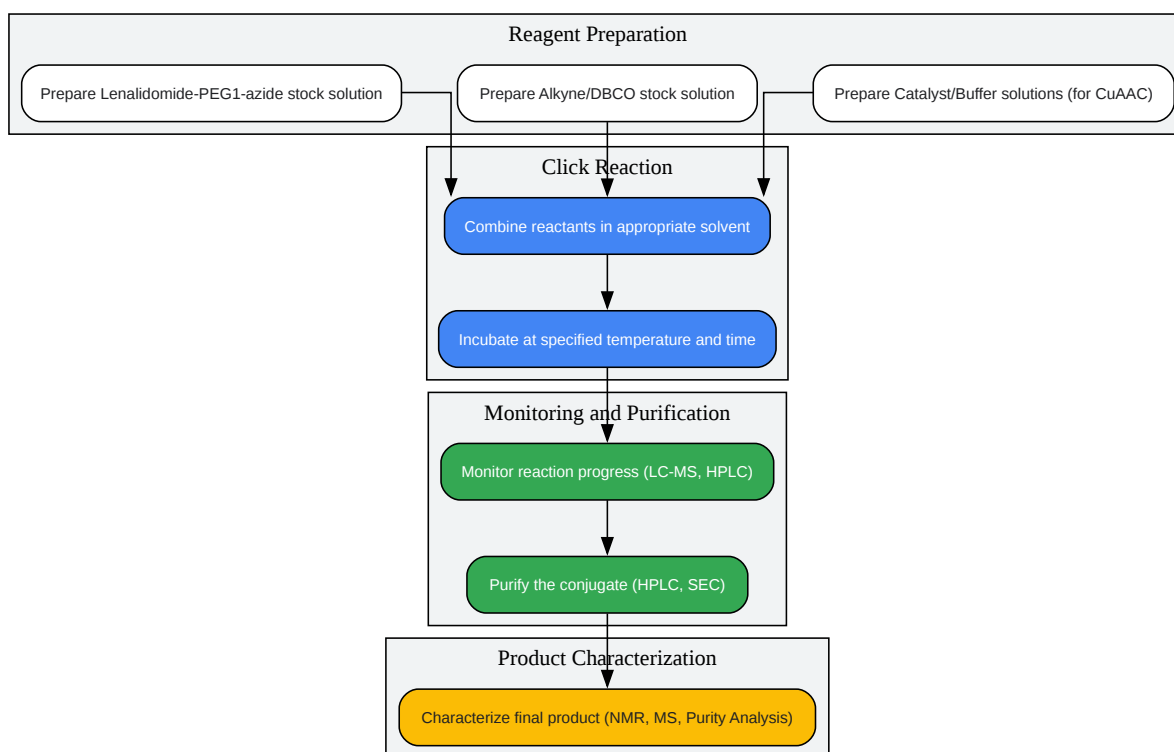 Reagent Preparation
Prepare Lenalidomide-PEG1-azide stock solution
Prepare Alkyne/DBCO stock solution
Prepare Catalyst/Buffer solutions (for CuAAC)
Click Reaction
Combine reactants in appropriate solvent
Incubate at specified temperature and time
Monitoring and Purification
Monitor reaction progress (LC-MS, HPLC)
Purify the conjugate (HPLC, SEC)
Product Characterization
Characterize final product (NMR, MS, Purity Analysis)